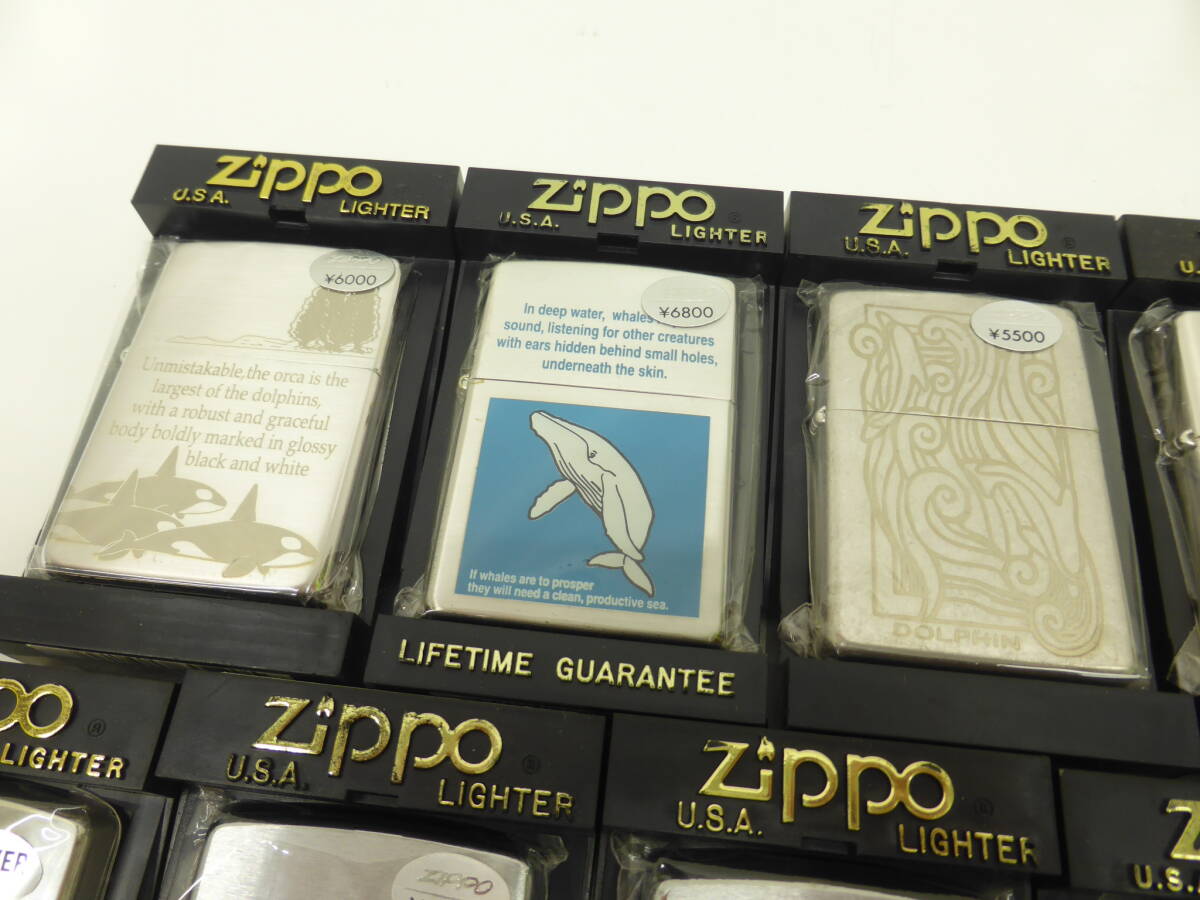 Zippo
U.S.A.
LIGHTER
¥6000
Unmistakable,the orca is the
largest of the dolphins,
with a robust and graceful
body boldly marked in glossy
black and white
Zippo
U.S.A.
LIGHTER
¥6800
In deep water, whales
sound, listening for other creatures
with ears hidden behind small holes,
underneath the skin.
If whales are to prosper
they will need a clean, productive sea.
LIFETIME GUARANTEE
Zippo
U.S.A.
LIGHTER
¥5500
DOLPHIN
LIGHTER
Zippo
U.S.A.
LIGHTER
Zippo
Zippo
U.S.A.
LIGHTER
U.S.A.